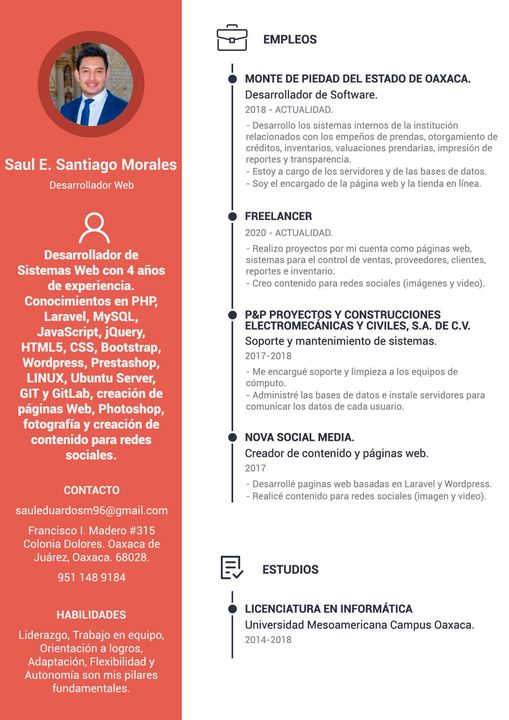 Saul E. Santiago Morales
Desarrollador Web
Desarrollador de
Sistemas Web con 4 años
de experiencia.
Conocimientos en PHP,
Laravel, MySQL,
JavaScript, jQuery,
HTML5, CSS, Bootstrap,
Wordpress, Prestashop,
LINUX, Ubuntu Server,
GIT y GitLab, creación de
páginas Web, Photoshop,
fotografía y creación de
contenido para redes
sociales.
CONTACTO
sauleduardosm96@gmail.com
Francisco I. Madero #315
Colonia Dolores. Oaxaca de
Juárez, Oaxaca. 68028.
951 148 9184
HABILIDADES
Liderazgo, Trabajo en equipo,
Orientación a logros,
Adaptación, Flexibilidad y
Autonomía son mis pilares
fundamentales.
EMPLEOS
MONTE DE PIEDAD DEL ESTADO DE OAXACA.
Desarrollador de Software.
2018 - ACTUALIDAD.
- Desarrollo los sistemas internos de la institución
relacionados con los empeños de prendas, otorgamiento de
créditos, inventarios, valuaciones prendarias, impresión de
reportes y transparencia.
- Estoy a cargo de los servidores y de las bases de datos.
- Soy el encargado de la página web y la tienda en línea.
FREELANCER
2020 - ACTUALIDAD.
- Realizo proyectos por mi cuenta como páginas web,
sistemas para el control de ventas, proveedores, clientes,
reportes e inventario.
- Creo contenido para redes sociales (imágenes y video).
P&P PROYECTOS Y CONSTRUCCIONES
ELECTROMECÁNICAS Y CIVILES, S.A. DE C.V.
Soporte y mantenimiento de sistemas.
2017-2018
- Me encargué soporte y limpieza a los equipos de
cómputo.
- Administré las bases de datos e instale servidores para
comunicar los datos de cada usuario.
NOVA SOCIAL MEDIA.
Creador de contenido y páginas web.
2017
- Desarrollé paginas web basadas en Laravel y Wordpress.
- Realicé contenido para redes sociales (imagen y video).
ESTUDIOS
LICENCIATURA EN INFORMÁTICA
Universidad Mesoamericana Campus Oaxaca.
2014-2018